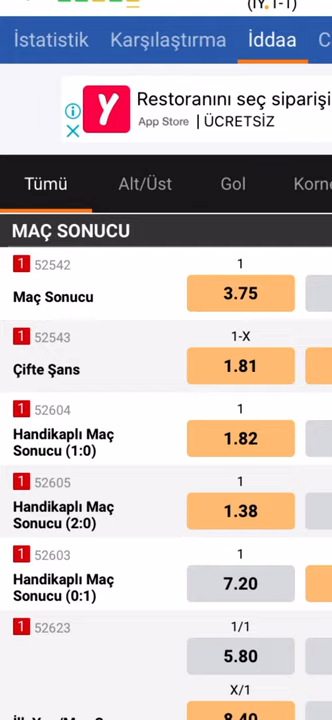 (İY. 1-1)
İstatistik Karşılaştırma İddaa
Restoranını seç siparişi
App Store | ÜCRETSİZ
Tümü Alt/Üst Gol Korne
MAÇ SONUCU
1 52542 1
Maç Sonucu 3.75
1 52543 1-X
Çifte Şans 1.81
1 52604 1
Handikaplı Maç
Sonucu (1:0) 1.82
1 52605 1
Handikaplı Maç
Sonucu (2:0) 1.38
1 52603 1
Handikaplı Maç
Sonucu (0:1) 7.20
1 52623 1/1
5.80
X/1
8.40